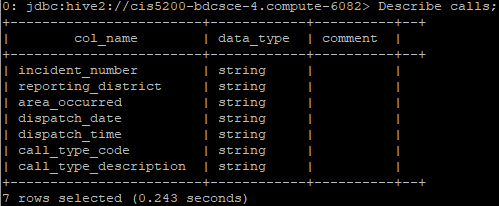 0: jdbc:hive2://cis5200-bdcsce-4.compute-6082> Describe calls;
+-----------------------+------------+----------+--+
| col_name | data_type | comment |
+-----------------------+------------+----------+--+
| incident_number | string | |
| reporting_district | string | |
| area_occurred | string | |
| dispatch_date | string | |
| dispatch_time | string | |
| call_type_code | string | |
| call_type_description | string | |
+-----------------------+------------+----------+--+
7 rows selected (0.243 seconds)